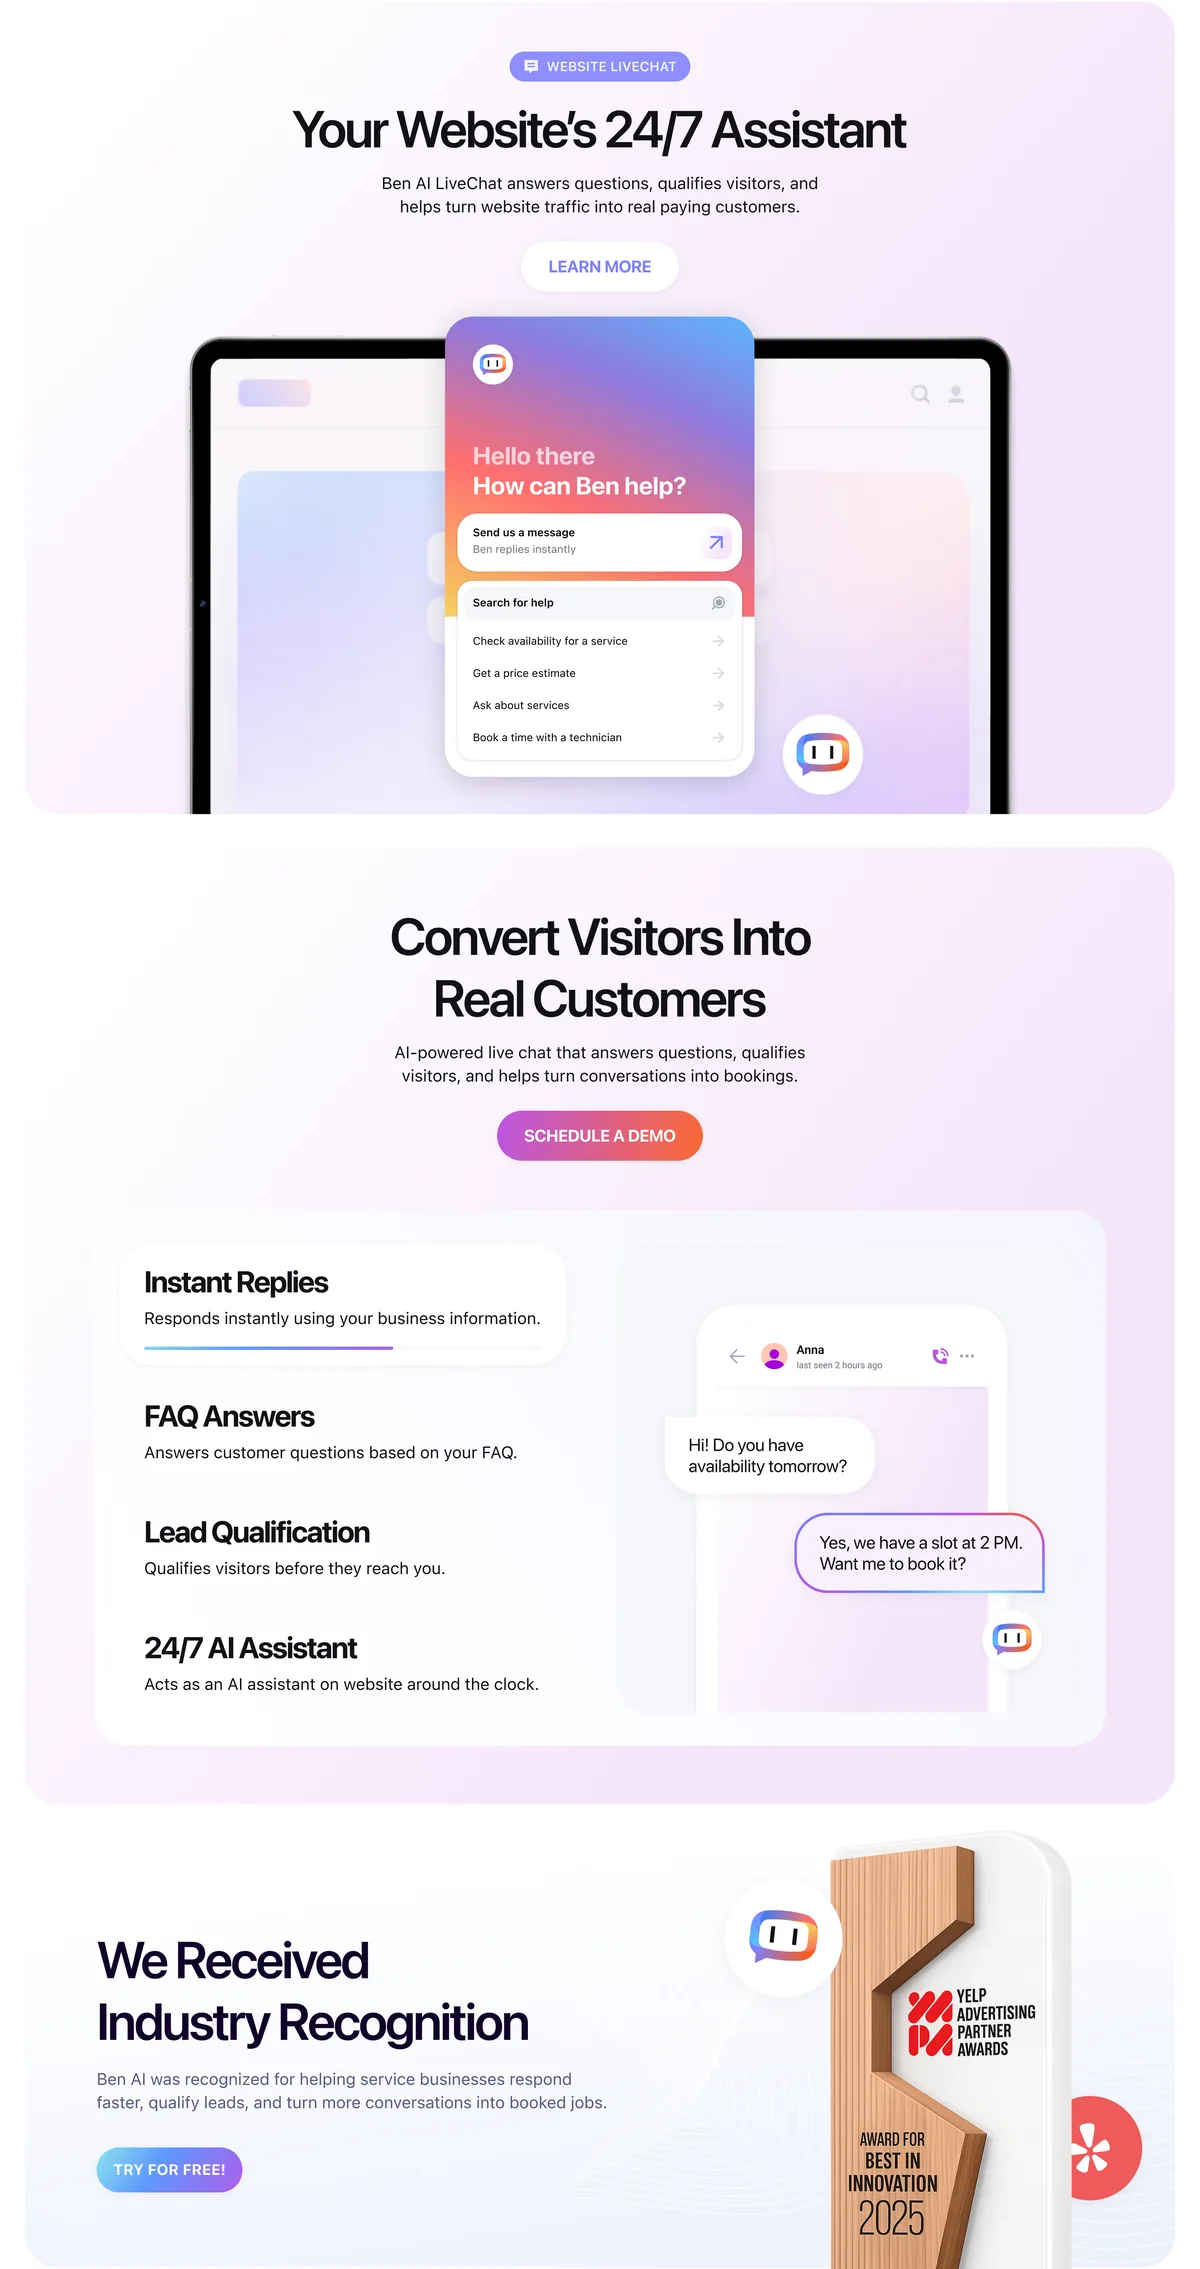 WEBSITE LIVECHAT
Your Website's 24/7 Assistant
Ben AI LiveChat answers questions, qualifies visitors, and
helps turn website traffic into real paying customers.
LEARN MORE
Hello there
How can Ben help?
Send us a message
Ben replies instantly
Search for help
Check availability for a service
Get a price estimate
Ask about services
Book a time with a technician
Convert Visitors Into
Real Customers
AI-powered live chat that answers questions, qualifies
visitors, and helps turn conversations into bookings.
SCHEDULE A DEMO
Instant Replies
Responds instantly using your business information.
FAQ Answers
Answers customer questions based on your FAQ.
Lead Qualification
Qualifies visitors before they reach you.
24/7 AI Assistant
Acts as an AI assistant on website around the clock.
Anna
last seen 2 hours ago
Hi! Do you have
availability tomorrow?
Yes, we have a slot at 2 PM.
Want me to book it?
We Received
Industry Recognition
Ben AI was recognized for helping service businesses respond
faster, qualify leads, and turn more conversations into booked jobs.
TRY FOR FREE!
YELP
ADVERTISING
PARTNER
AWARDS
AWARD FOR
BEST IN
INNOVATION
2025